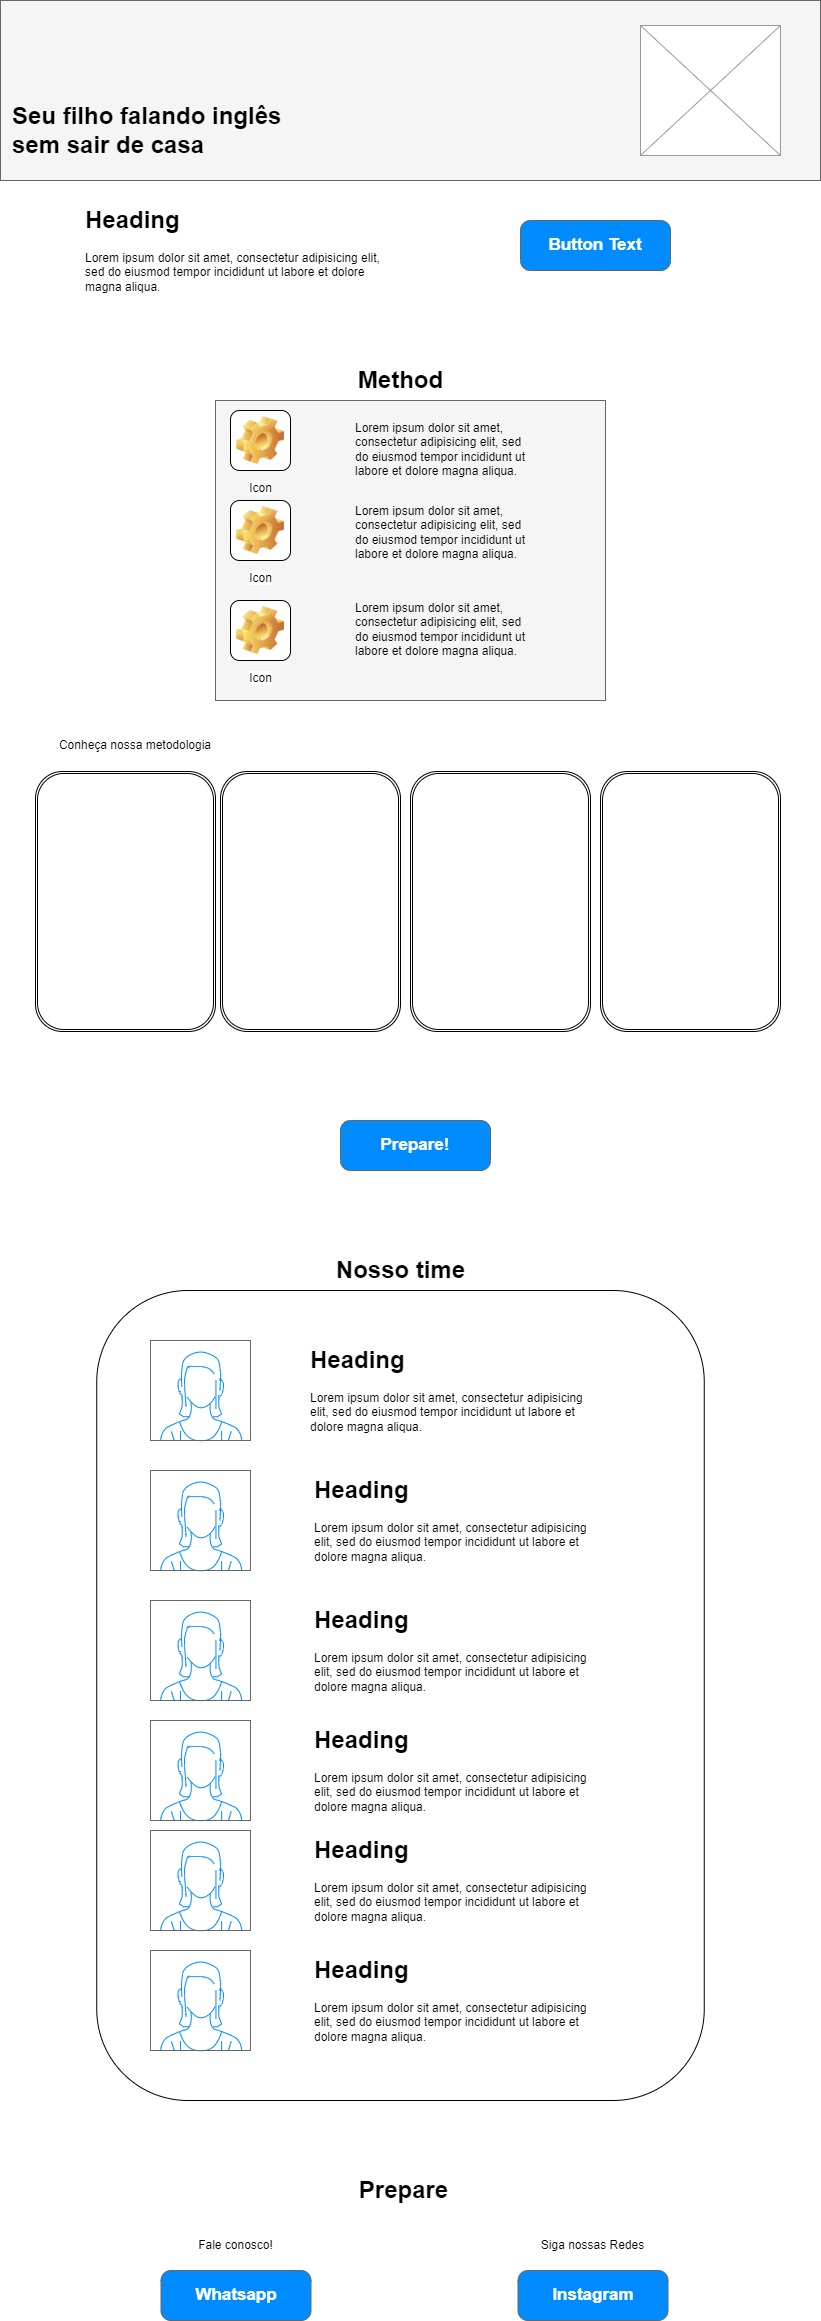 Seu filho falando inglês
sem sair de casa
Heading
Lorem ipsum dolor sit amet, consectetur adipisicing elit,
sed do eiusmod tempor incididunt ut labore et dolore
magna aliqua.
Button Text
Method
Lorem ipsum dolor sit amet,
consectetur adipisicing elit, sed
do eiusmod tempor incididunt ut
labore et dolore magna aliqua.
Icon
Lorem ipsum dolor sit amet,
consectetur adipisicing elit, sed
do eiusmod tempor incididunt ut
labore et dolore magna aliqua.
Icon
Lorem ipsum dolor sit amet,
consectetur adipisicing elit, sed
do eiusmod tempor incididunt ut
labore et dolore magna aliqua.
Icon
Conheça nossa metodologia
Prepare!
Nosso time
Heading
Lorem ipsum dolor sit amet, consectetur adipisicing
elit, sed do eiusmod tempor incididunt ut labore et
dolore magna aliqua.
Heading
Lorem ipsum dolor sit amet, consectetur adipisicing
elit, sed do eiusmod tempor incididunt ut labore et
dolore magna aliqua.
Heading
Lorem ipsum dolor sit amet, consectetur adipisicing
elit, sed do eiusmod tempor incididunt ut labore et
dolore magna aliqua.
Heading
Lorem ipsum dolor sit amet, consectetur adipisicing
elit, sed do eiusmod tempor incididunt ut labore et
dolore magna aliqua.
Heading
Lorem ipsum dolor sit amet, consectetur adipisicing
elit, sed do eiusmod tempor incididunt ut labore et
dolore magna aliqua.
Heading
Lorem ipsum dolor sit amet, consectetur adipisicing
elit, sed do eiusmod tempor incididunt ut labore et
dolore magna aliqua.
Prepare
Fale conosco!
Whatsapp
Siga nossas Redes
Instagram